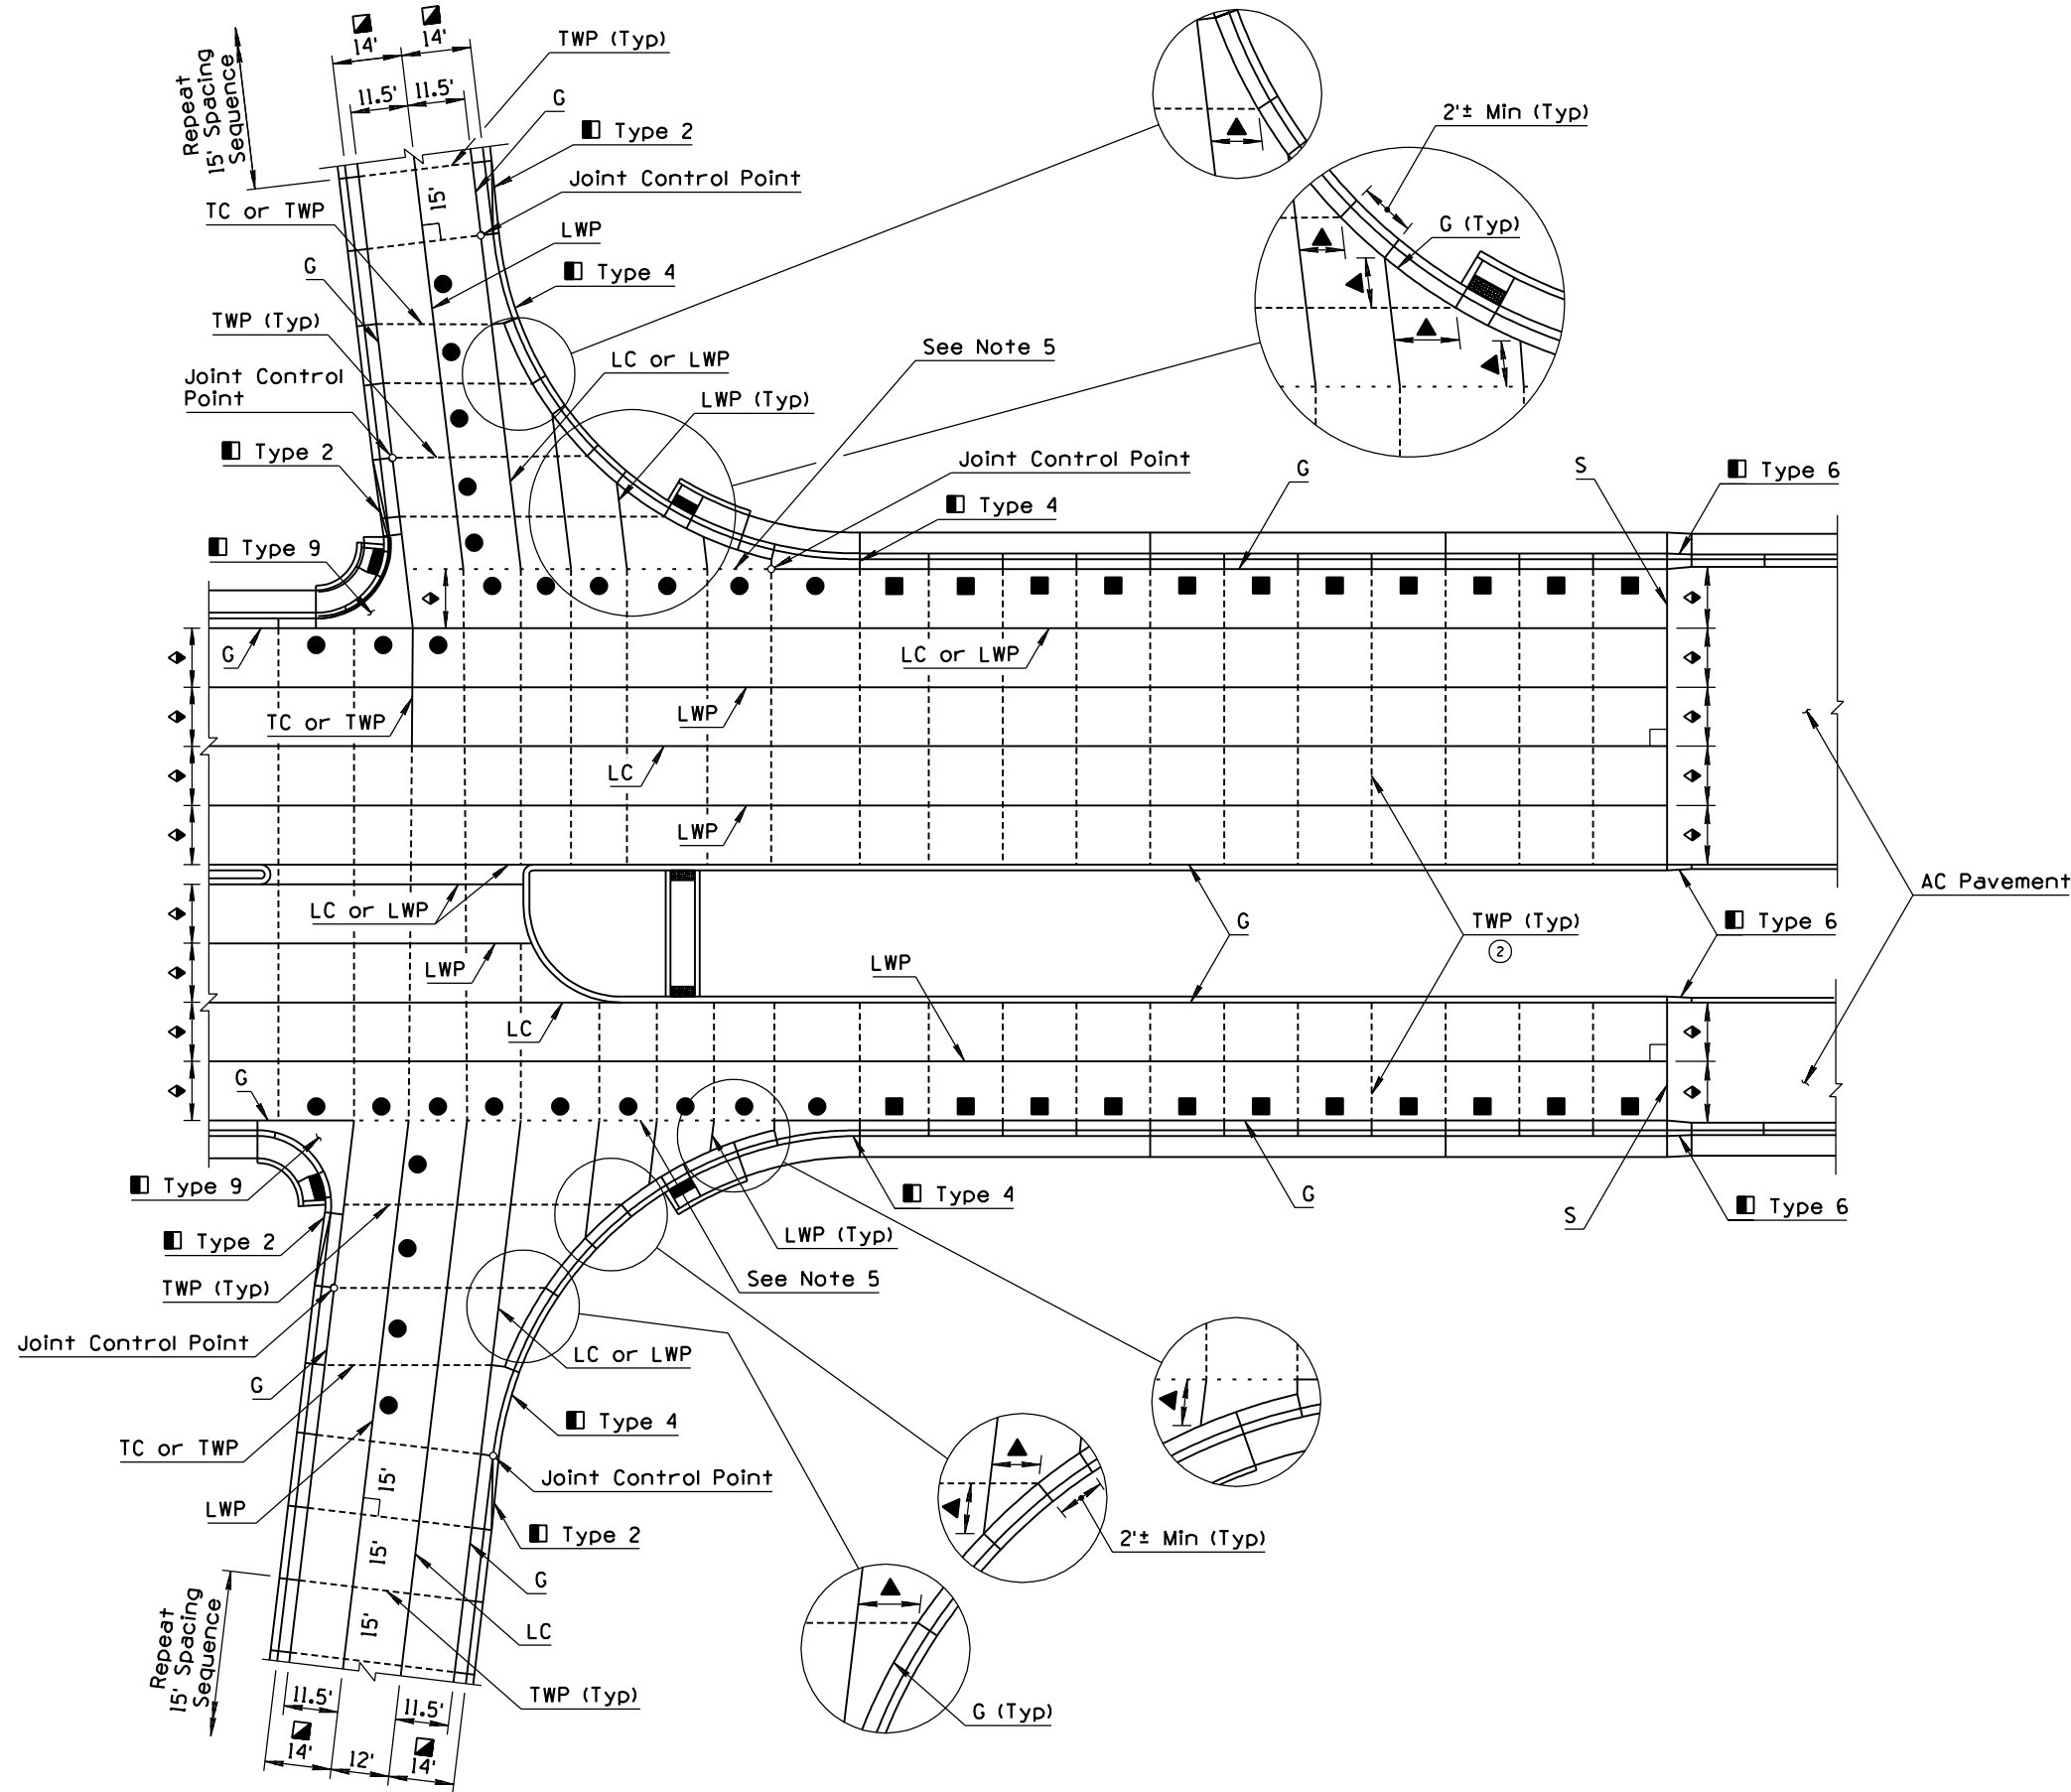 14'
14'
TWP (Typ)
11.5'
11.5'
Repeat
15' Spacing
Sequence
G
Type 2
2'± Min (Typ)
Joint Control Point
15'
TC or TWP
LWP
G (Typ)
G
Type 4
TWP (Typ)
See Note 5
LC or LWP
Joint Control
Point
LWP (Typ)
Type 2
Joint Control Point
G
S
Type 6
Type 4
Type 9
G
LC or LWP
TC or TWP
LWP
LC
LWP
AC Pavement
LC or LWP
G
TWP (Typ)
2
Type 6
LWP
LWP
LC
G
Type 9
Type 4
G
Type 6
S
Type 2
LWP (Typ)
TWP (Typ)
See Note 5
Joint Control Point
LC or LWP
G
Type 4
TC or TWP
Joint Control Point
15'
LWP
Type 2
2'± Min (Typ)
15'
G
Repeat
15' Spacing
Sequence
15'
LC
TWP (Typ)
G (Typ)
11.5'
11.5'
14'
12'
14'